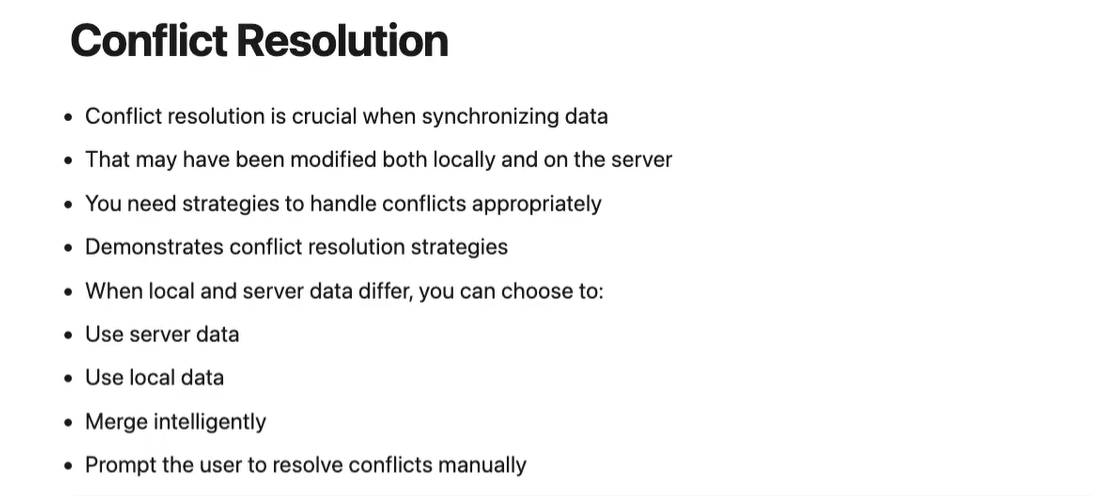 Conflict Resolution
• Conflict resolution is crucial when synchronizing data
• That may have been modified both locally and on the server
• You need strategies to handle conflicts appropriately
• Demonstrates conflict resolution strategies
• When local and server data differ, you can choose to:
• Use server data
• Use local data
• Merge intelligently
• Prompt the user to resolve conflicts manually